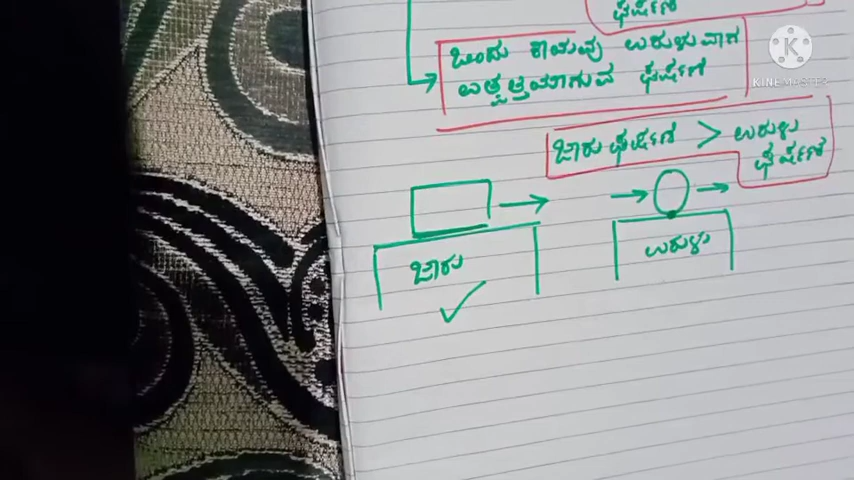 ಘರ್ಷಣೆ
ಒಂದು ಕಾಯವು ಉರುಳುವಾಗ
ಉತ್ಪತ್ತಿಯಾಗುವ ಘರ್ಷಣೆ
ಜಾರು ಘರ್ಷಣೆ > ಉರುಳು
ಘರ್ಷಣೆ
ಜಾರು
ಉರುಳು
KINEMASTER